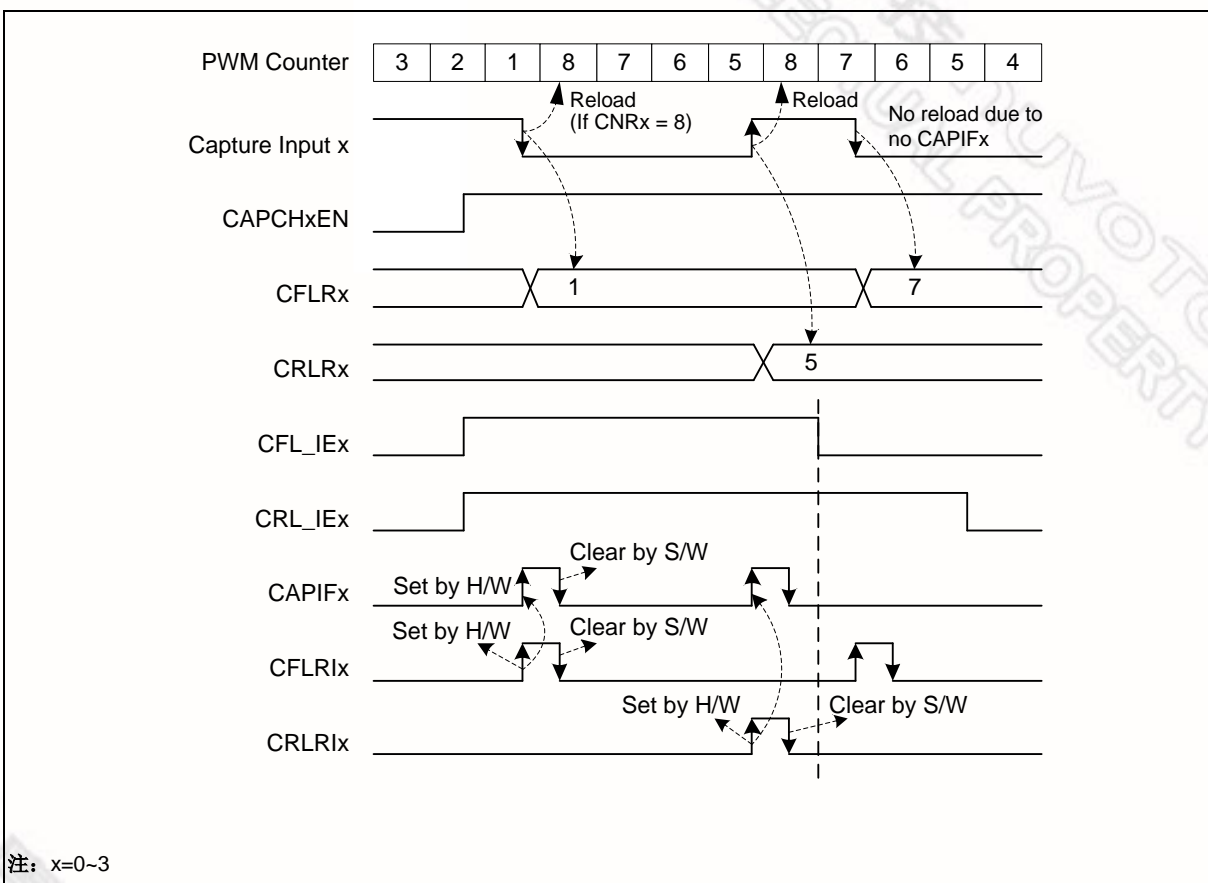 PWM Counter 3 2 1 8 7 6 5 8 7 6 5 4
Reload
(If CNRx = 8)
Reload
No reload due to
no CAPIFx
Capture Input x
CAPCHxEN
CFLRx 1 7
CRLRx 5
CFL_IEx
CRL_IEx
Clear by S/W
CAPIFx Set by H/W
Set by H/W Clear by S/W
CFLRIx
Set by H/W Clear by S/W
CRLRIx
注：x=0~3